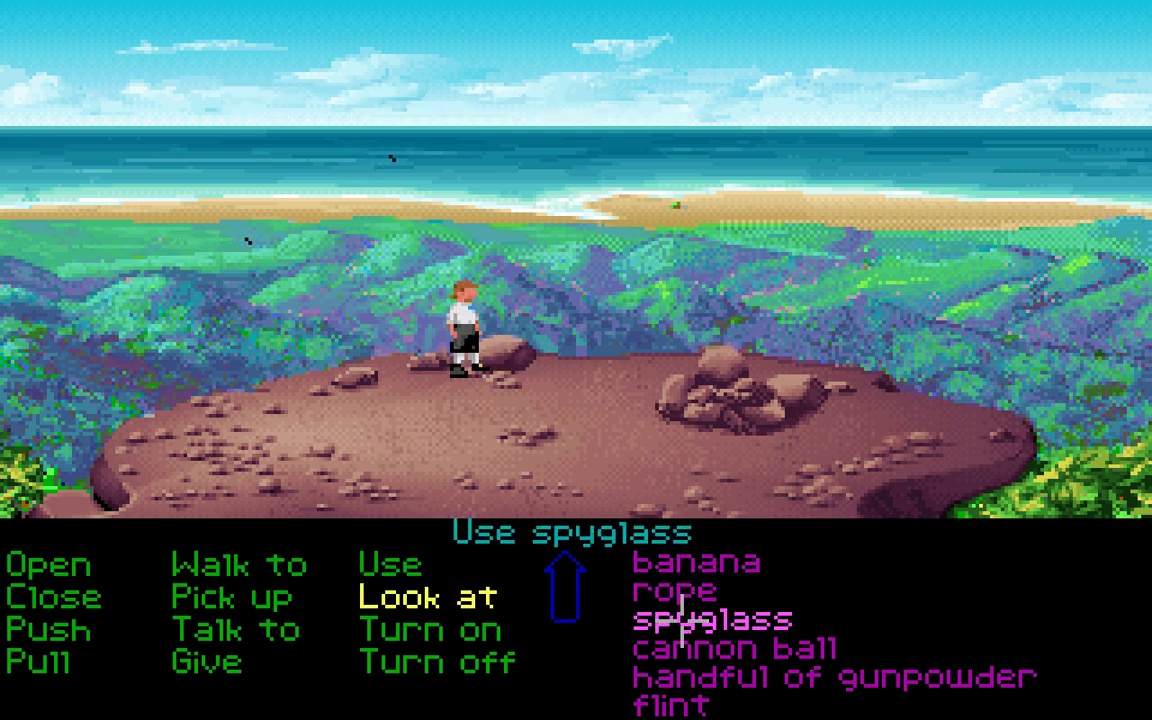 Use spyglass
Open Walk to Use banana
Close Pick up Look at rope
Push Talk to Turn on spyglass
Pull Give Turn off cannon ball
handful of gunpowder
flint